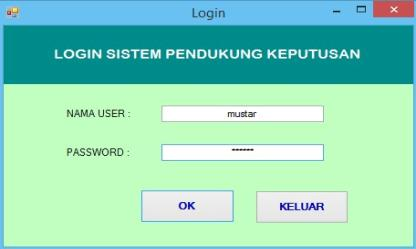 Login
LOGIN SISTEM PENDUKUNG KEPUTUSAN
NAMA USER : mustar
PASSWORD : ******
OK KELUAR